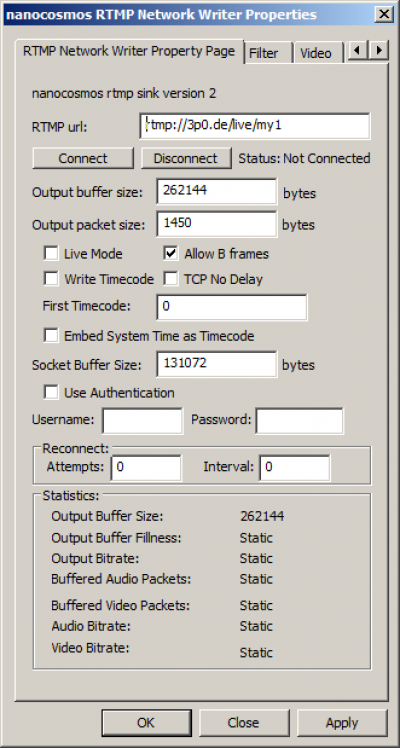 nanocosmos RTMP Network Writer Properties
RTMP Network Writer Property Page Filter Video
nanocosmos rtmp sink version 2
RTMP url: rtmp://3p0.de/live/my1
Connect Disconnect Status: Not Connected
Output buffer size: 262144 bytes
Output packet size: 1450 bytes
Live Mode Allow B frames
Write Timecode TCP No Delay
First Timecode: 0
Embed System Time as Timecode
Socket Buffer Size: 131072 bytes
Use Authentication
Username: Password:
Reconnect:
Attempts: 0 Interval: 0
Statistics:
Output Buffer Size: 262144
Output Buffer Fillness: Static
Output Bitrate: Static
Buffered Audio Packets: Static
Buffered Video Packets: Static
Audio Bitrate: Static
Video Bitrate: Static
OK Close Apply